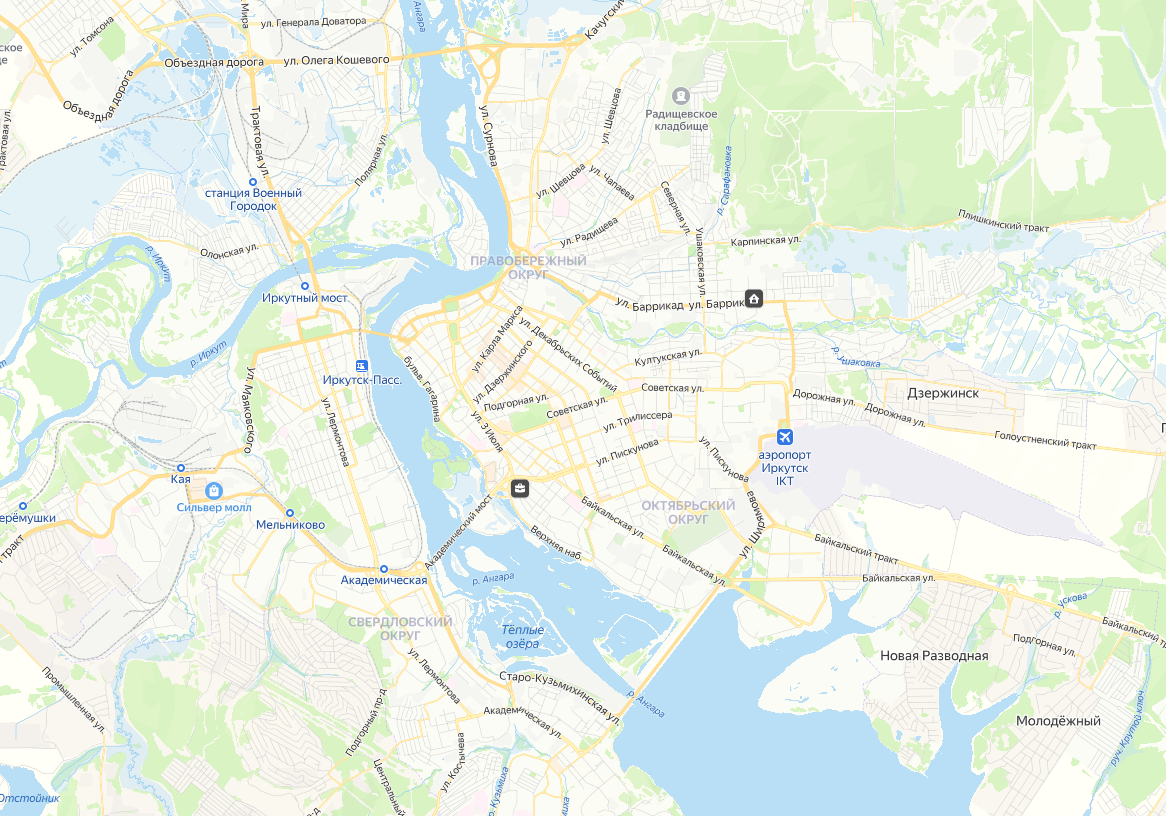 ул. Томсона
Мира
ул. Генерала Доватора
р. Ангара
Качугский
Объездная дорога
ул. Олега Кошевого
Объездная дорога
Трактовая ул.
Трактовая ул.
Полярная ул.
ул. Сурнова
ул. Шевцова
Радищевское
кладбище
ул. Шевцова
ул. Чапаева
Северная ул.
р. Сарафановка
станция Военный
Городок
ул. Радищева
Ушаковская ул.
Карпинская ул.
Плишкинский тракт
Олонская ул.
р. Иркут
ПРАВОБЕРЕЖНЫЙ
ОКРУГ
Иркутный мост
ул. Баррикад
ул. Баррик
р. Иркут
ул. Карла Маркса
ул. Декабрьских Событий
Култукская ул.
р. Ушаковка
Иркутск-Пасс.
бульв. Гагарина
ул. Дзержинского
Советская ул.
Дзержинск
ул. Маяковского
ул. Лермонтова
Подгорная ул.
Советская ул.
ул. Трилиссера
Дорожная ул.
Дорожная ул.
Голоустненский тракт
ул. 3 Июля
ул. Пискунова
ул. Пискунова
аэропорт
Иркутск
IKT
Кая
Сильвер молл
ерёмушки
Мельниково
Академический мост
Байкальская ул.
ОКТЯБРЬСКИЙ
ОКРУГ
ул. Ширямова
тракт
Верхняя наб.
Байкальская ул.
Байкальский тракт
Байкальская ул.
Академическая
р. Ангара
р. Ускова
СВЕРДЛОВСКИЙ
ОКРУГ
Тёплые
озёра
Байкальский тр
Подгорная ул.
Новая Разводная
ул. Лермонтова
Старо-Кузьмихинская ул.
р. Ангара
Промышленная ул.
Подгорный пр-д
Академическая ул.
Молодёжный
руч. Крутой ключ
ул. Костычева
р. Кузьмиха
Центральный
Отстойник